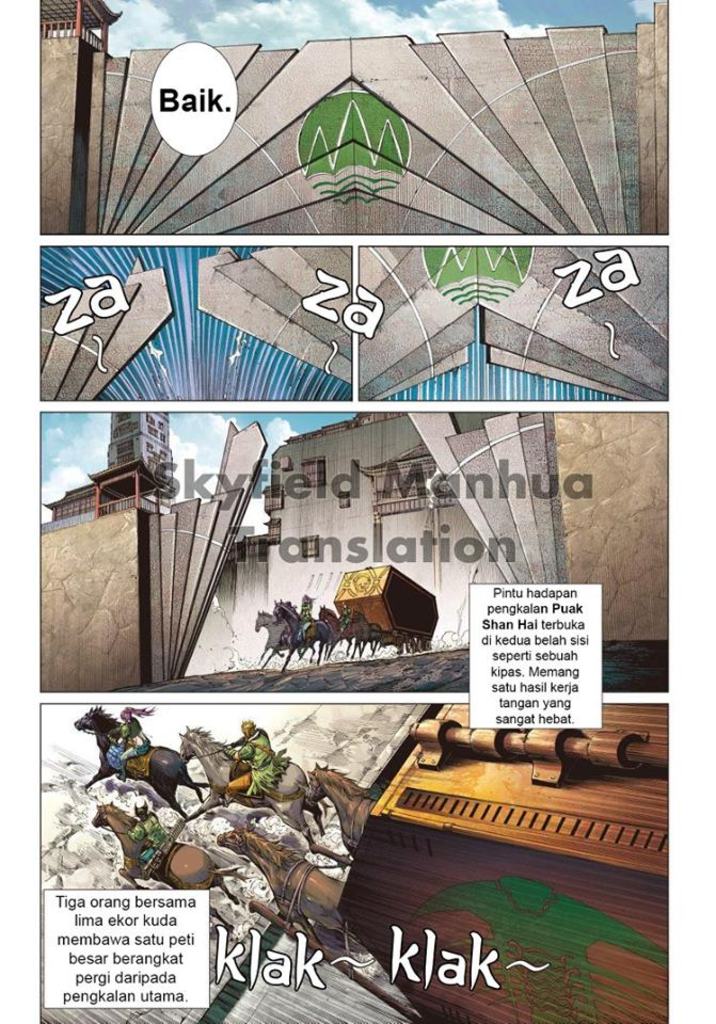 Baik.
za~
za~
za~
Skyfield Manhua
Translation
Pintu hadapan
pengkalan Puak
Shan Hai terbuka
di kedua belah sisi
seperti sebuah
kipas. Memang
satu hasil kerja
tangan yang
sangat hebat.
Tiga orang bersama
lima ekor kuda
membawa satu peti
besar berangkat
pergi daripada
pengkalan utama.
klak~ klak~